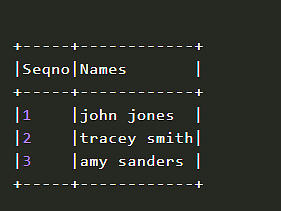 +-----+------------+
|Seqno|Names       |
+-----+------------+
|1    |john jones  |
|2    |tracey smith|
|3    |amy sanders |
+-----+------------+